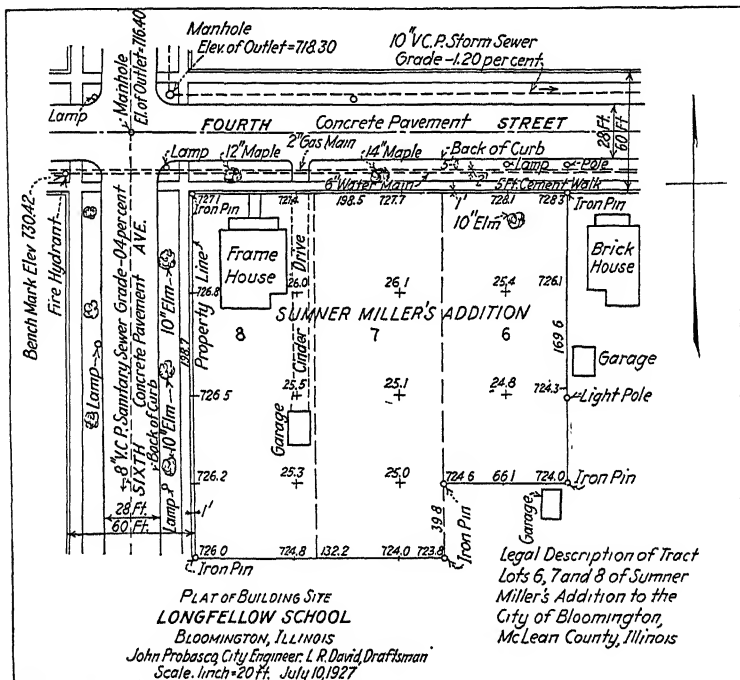 Manhole
Elev. of Outlet=718.30
10" V.C.P. Storm Sewer
Grade -1.20 percent
Manhole
El. of Outlet=716.40
Lamp
FOURTH Concrete Pavement STREET
28 Ft.
60 Ft.
Lamp
12" Maple
2" Gas Main
14" Maple
Back of Curb
5-8
Lamp
Pole
2'
6" Water Main
5 Ft. Cement Walk
Bench Mark Elev 730.42
Fire Hydrant
727.1
727.4
198.5
727.7
1'
728.1
728.3
Iron Pin
Iron Pin
10" Elm
Frame
House
Brick
House
Property Line
Cinder Drive
726.8
26.0
26.1
25.4
726.1
SUMNER MILLER'S ADDITION
8
7
6
198.7
169.6
Garage
Lamp
8" V.C.P. Sanitary Sewer Grade -0.4 percent
SIXTH Concrete Pavement AVE.
Back of Curb
10" Elm
10" Elm
726.5
25.5
25.1
24.8
724.3
Light Pole
Garage
726.2
25.3
25.0
724.6
66.1
724.0
Iron Pin
Lamp
28 Ft.
60 Ft.
1'
39.8
Iron Pin
Garage
726.0
724.8
132.2
724.0
723.8
Iron Pin
Legal Description of Tract
Lots 6, 7 and 8 of Sumner
Miller's Addition to the
City of Bloomington,
McLean County, Illinois
PLAT OF BUILDING SITE
LONGFELLOW SCHOOL
BLOOMINGTON, ILLINOIS
John Probasco, City Engineer. L.R. David, Draftsman
Scale. 1 inch=20 ft. July 10, 1927